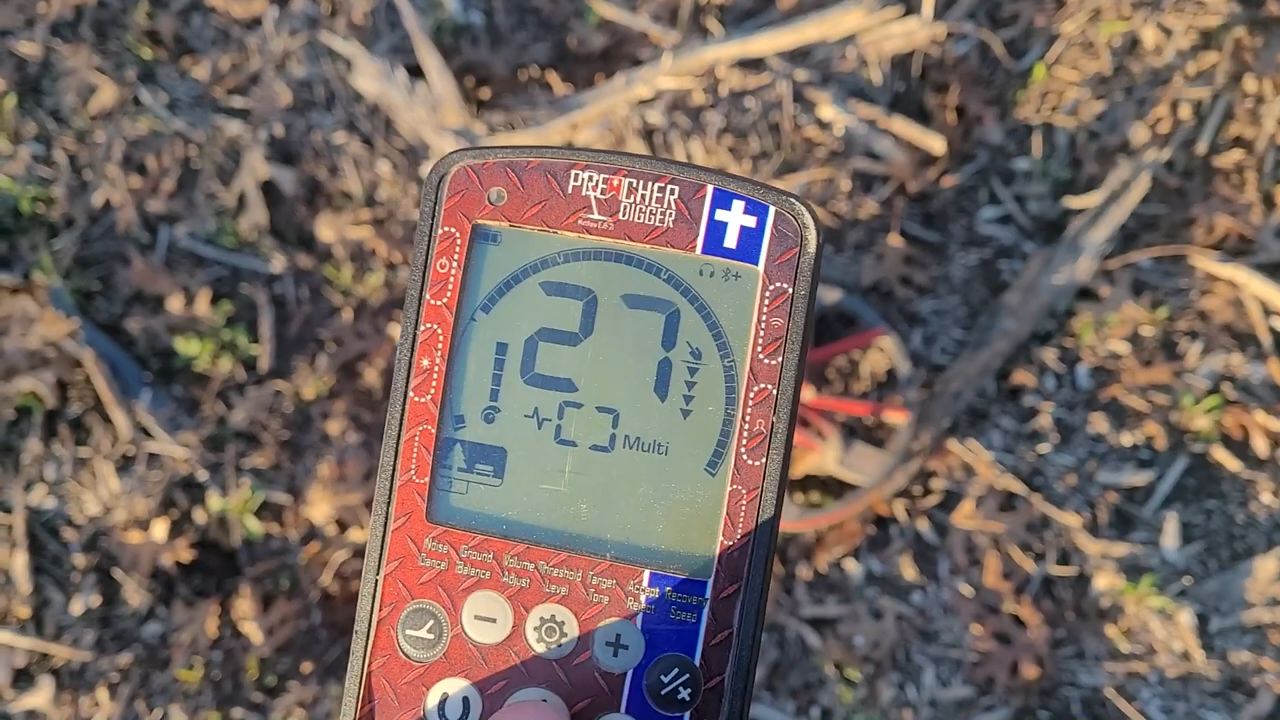 PREACHER
DIGGER
27
Multi
Noise Cancel
Ground Balance
Volume Adjust
Threshold Level
Target Tone
Accept Reject
Recovery Speed